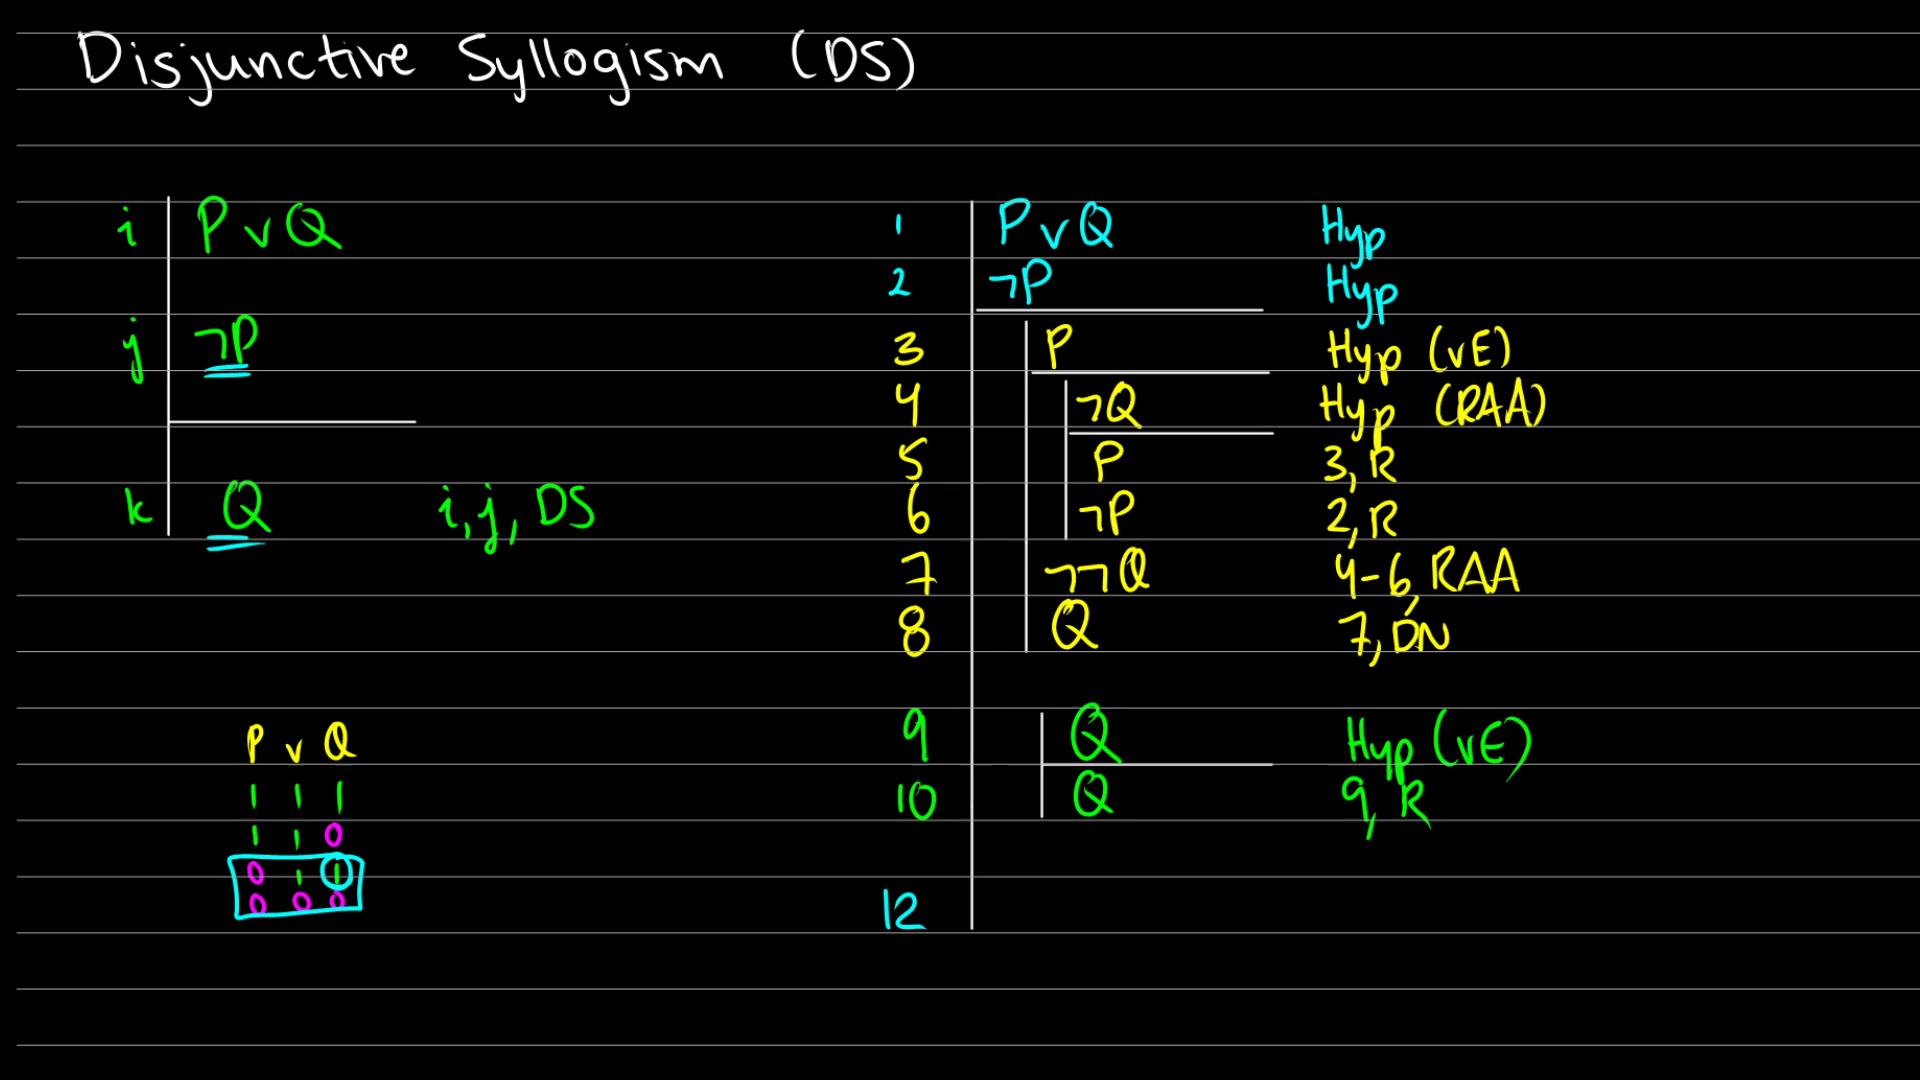 Disjunctive Syllogism (DS)
i P v Q
j ¬P
k Q i, j, DS
P v Q
1 1 1
1 1 0
0 1 1
0 0 0
1 P v Q Hyp
2 ¬P Hyp
3 P Hyp (vE)
4 ¬Q Hyp (RAA)
5 P 3, R
6 ¬P 2, R
7 ¬¬Q 4-6, RAA
8 Q 7, DN
9 Q Hyp (vE)
10 Q 9, R
12